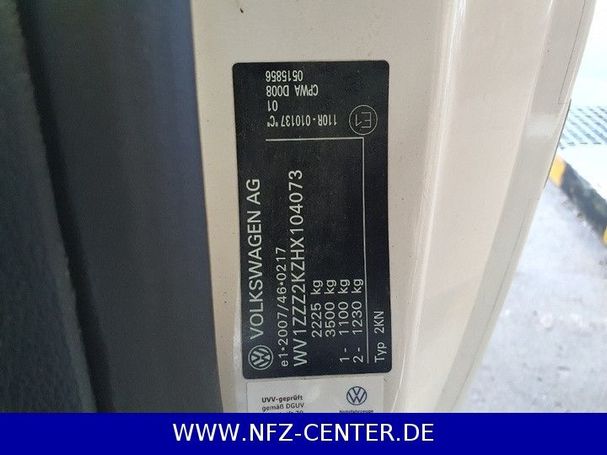 VOLKSWAGEN AG
e1*2007/46*0217
WV1ZZZ2KZHX104073
2225 kg
3500 kg
1- 1100 kg
2- 1230 kg
Typ 2KN
E1
110R-010137 "C"
01
CPWA D008
0515856
UVV-geprüft
gemäß DGUV
Nutzfahrzeuge
WWW.NFZ-CENTER.DE